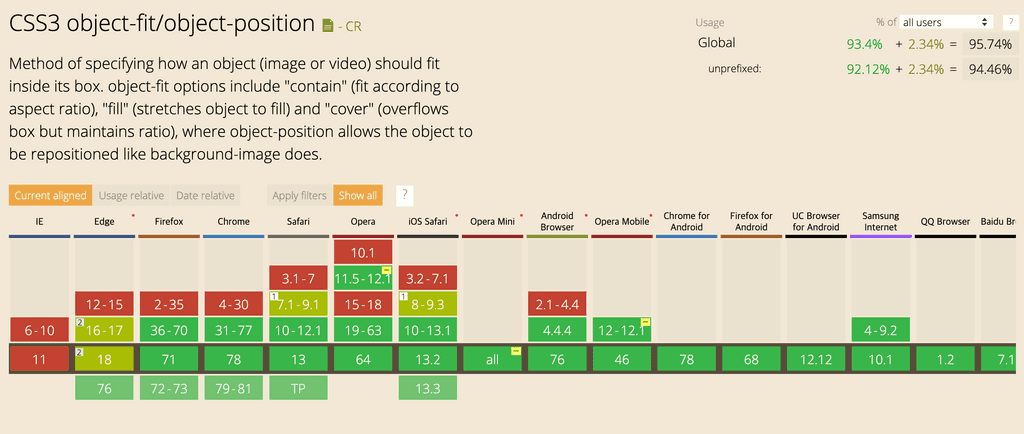 CSS3 object-fit/object-position - CR
Usage % of all users ?
Global 93.4% + 2.34% = 95.74%
unprefixed: 92.12% + 2.34% = 94.46%
Method of specifying how an object (image or video) should fit
inside its box. object-fit options include "contain" (fit according to
aspect ratio), "fill" (stretches object to fill) and "cover" (overflows
box but maintains ratio), where object-position allows the object to
be repositioned like background-image does.
Current aligned Usage relative Date relative Apply filters Show all ?
IE Edge * Firefox Chrome Safari Opera iOS Safari * Opera Mini * Android Browser * Opera Mobile * Chrome for Android Firefox for Android UC Browser for Android Samsung Internet QQ Browser Baidu Br
10.1
3.1-7 11.5-12.1 3.2-7.1
12-15 2-35 4-30 1 7.1-9.1 15-18 1 8-9.3 2.1-4.4
6-10 2 16-17 36-70 31-77 10-12.1 19-63 10-13.1 4.4.4 12-12.1 4-9.2
11 2 18 71 78 13 64 13.2 all 76 46 78 68 12.12 10.1 1.2 7.1
76 72-73 79-81 TP 13.3